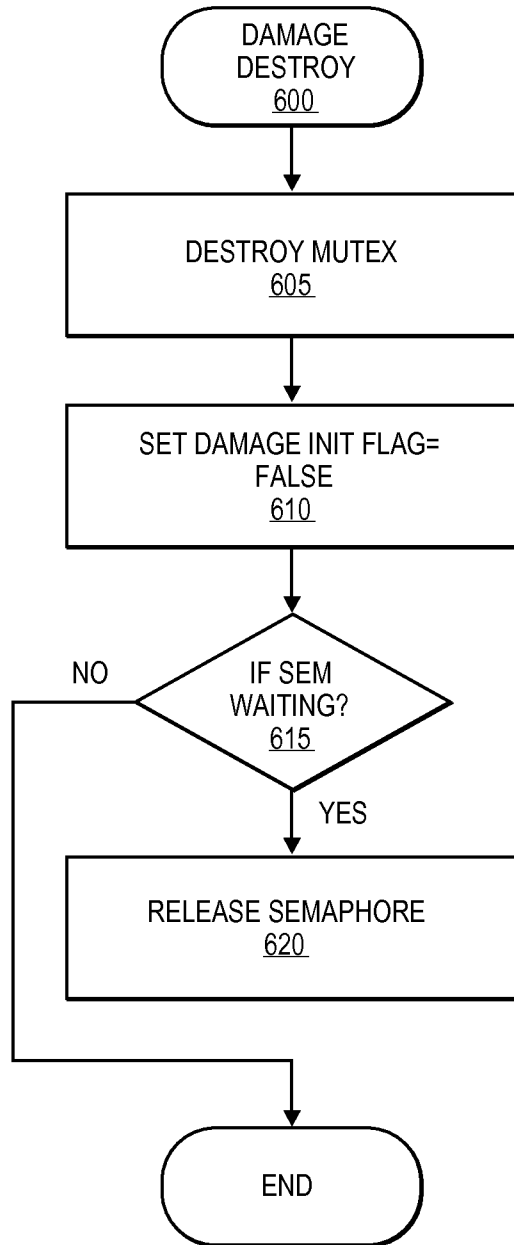 DAMAGE
DESTROY
600
DESTROY MUTEX
605
SET DAMAGE INIT FLAG=
FALSE
610
NO
IF SEM
WAITING?
615
YES
RELEASE SEMAPHORE
620
END